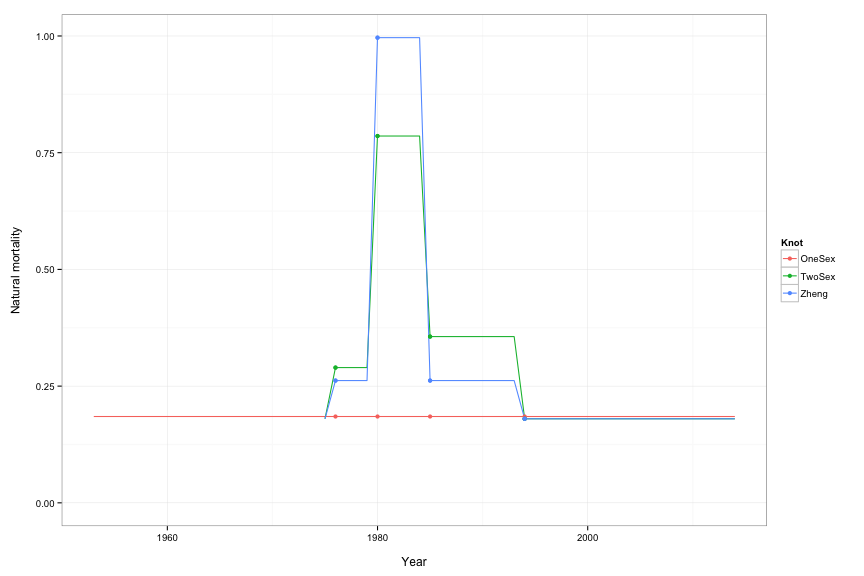 1.00
0.75
0.50
0.25
0.00
Natural mortality
1960
1980
2000
Year
Knot
OneSex
TwoSex
Zheng